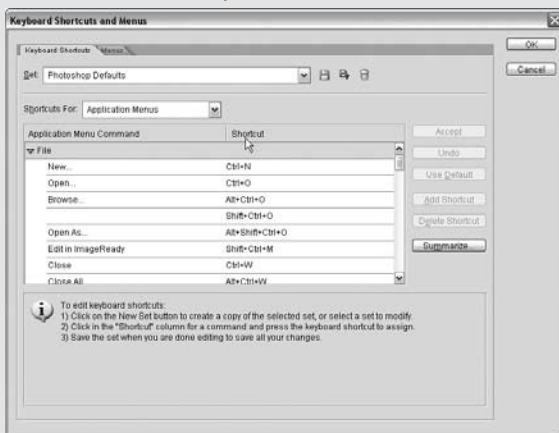 Keyboard Shortcuts and Menus
Keyboard Shortcuts Menus
Set: Photoshop Defaults
OK
Cancel
Shortcuts For: Application Menus
Application Menu Command Shortcut
File
New... Ctrl+N
Open... Ctrl+O
Browse... Alt+Ctrl+O
Shift+Ctrl+O
Open As... Alt+Shift+Ctrl+O
Edit in ImageReady Shift+Ctrl+M
Close Ctrl+W
Close All Alt+Ctrl+W
Accept
Undo
Use Default
Add Shortcut
Delete Shortcut
Summarize...
To edit keyboard shortcuts:
1) Click on the New Set button to create a copy of the selected set, or select a set to modify.
2) Click in the "Shortcut" column for a command and press the keyboard shortcut to assign.
3) Save the set when you are done editing to save all your changes.